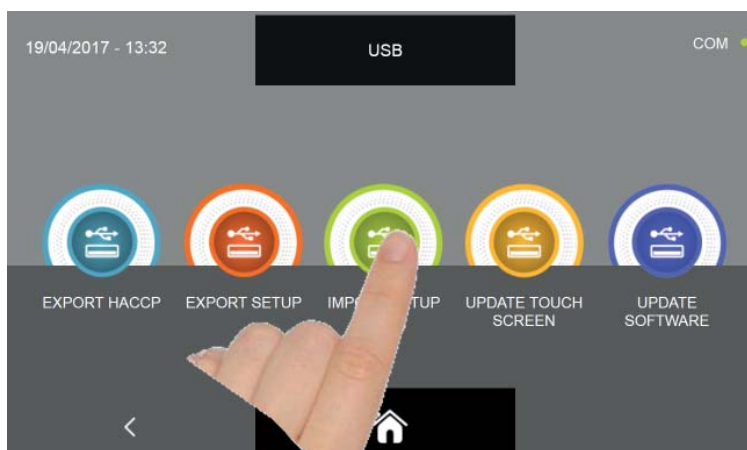 19/04/2017 - 13:32
USB
COM
EXPORT HACCP
EXPORT SETUP
UPDATE TOUCH
SCREEN
UPDATE
SOFTWARE